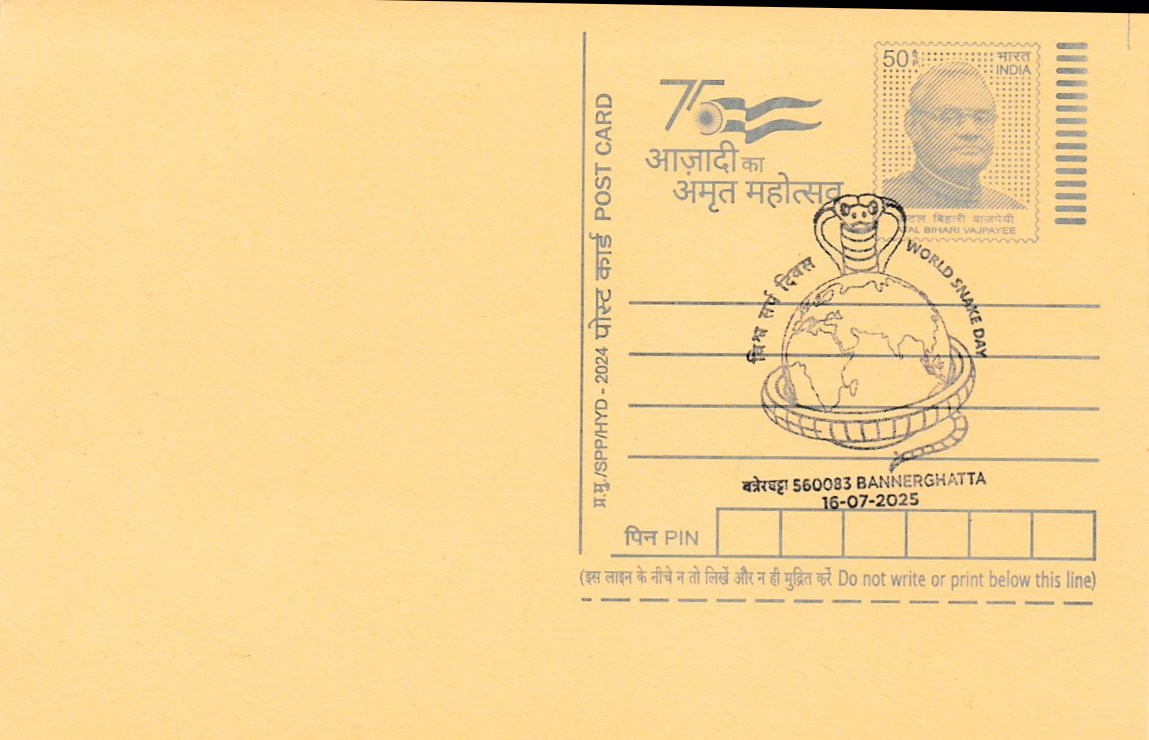 75
आज़ादी का
अमृत महोत्सव
50 भारत
INDIA
बिहारी वाजपेयी
BIHARI VAJPAYEE
प्र.मु./SPP/HYD - 2024 पोस्ट कार्ड POST CARD
विश्व सर्प दिवस
WORLD SNAKE DAY
बन्नेरघट्टा 560083 BANNERGHATTA
16-07-2025
पिन PIN
(इस लाइन के नीचे न तो लिखें और न ही मुद्रित करें Do not write or print below this line)